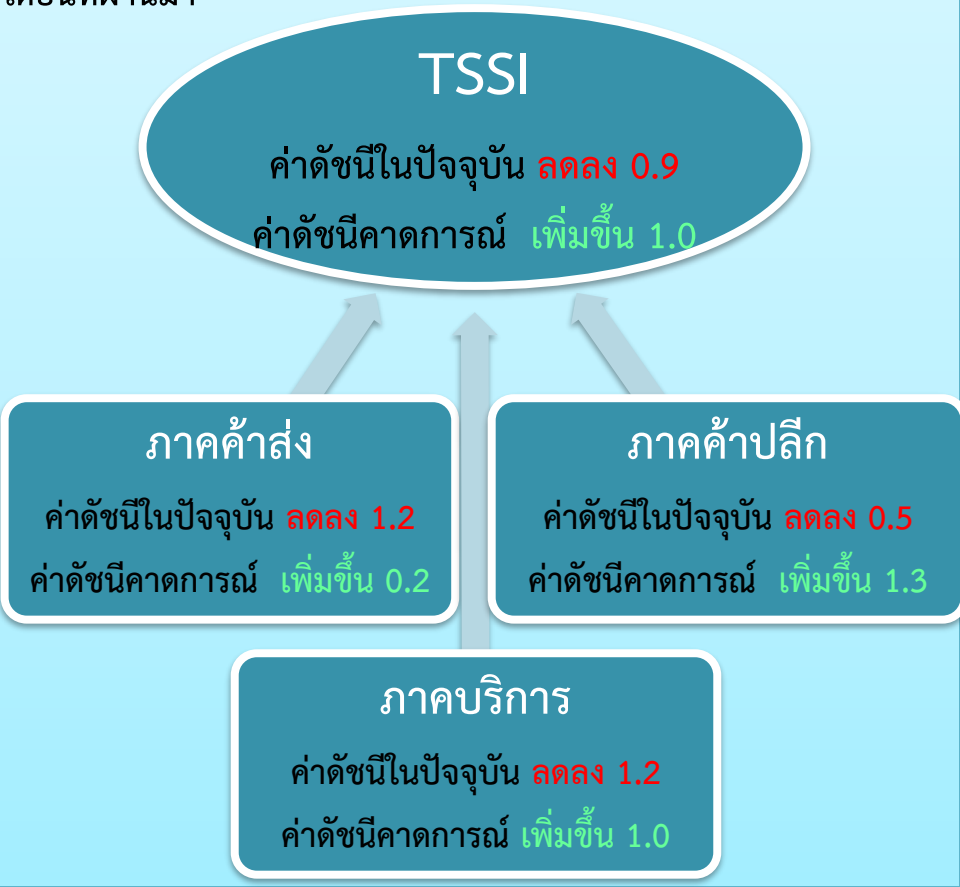 TSSI
ค่าดัชนีในปัจจุบัน ลดลง 0.9
ค่าดัชนีคาดการณ์ เพิ่มขึ้น 1.0
ภาคค้าส่ง
ค่าดัชนีในปัจจุบัน ลดลง 1.2
ค่าดัชนีคาดการณ์ เพิ่มขึ้น 0.2
ภาคค้าปลีก
ค่าดัชนีในปัจจุบัน ลดลง 0.5
ค่าดัชนีคาดการณ์ เพิ่มขึ้น 1.3
ภาคบริการ
ค่าดัชนีในปัจจุบัน ลดลง 1.2
ค่าดัชนีคาดการณ์ เพิ่มขึ้น 1.0